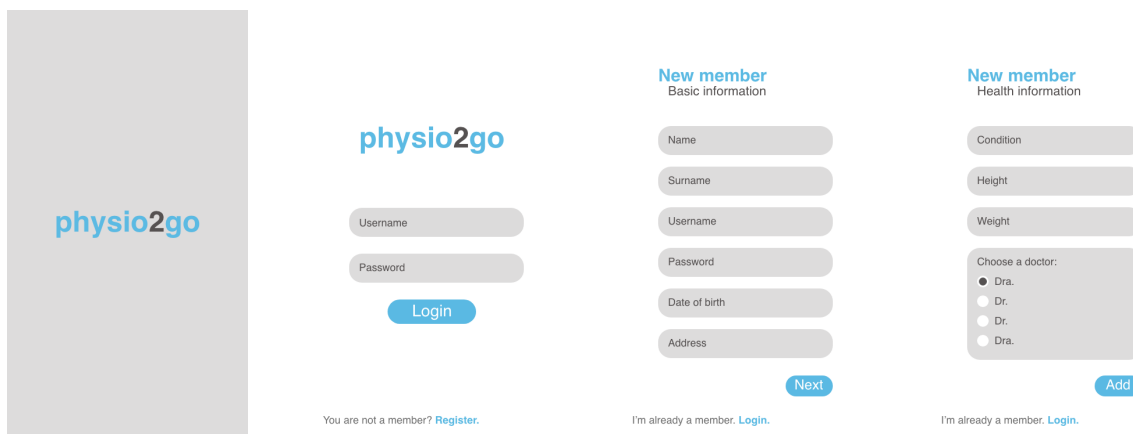 physio2go
physio2go
Username
Password
Login
You are not a member? Register.
New member
Basic information
Name
Surname
Username
Password
Date of birth
Address
Next
I'm already a member. Login.
New member
Health information
Condition
Height
Weight
Choose a doctor:
Dra.
Dr.
Dr.
Dra.
Add
I'm already a member. Login.